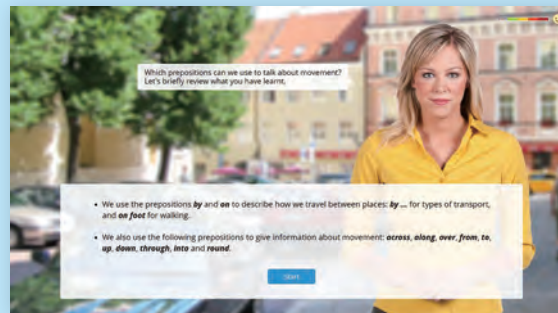 Which prepositions can we use to talk about movement?
Let's briefly review what you have learnt.
• We use the prepositions by and on to describe how we travel between places: by ... for types of transport,
and on foot for walking.
• We also use the following prepositions to give information about movement: across, along, over, from, to,
up, down, through, into and round.
Start